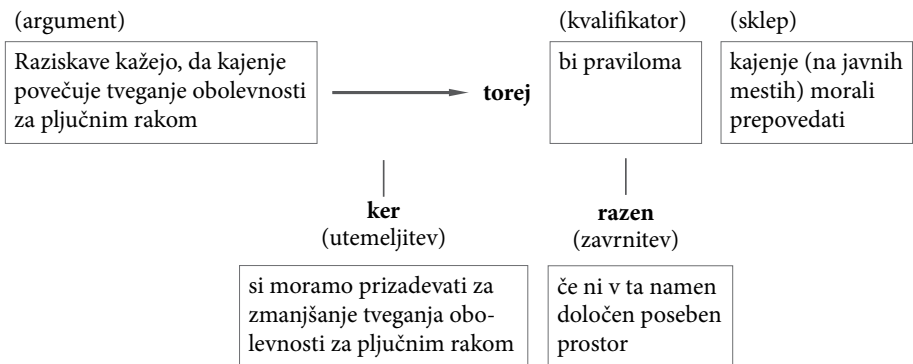 (argument)
Raziskave kažejo, da kajenje
povečuje tveganje obolevnosti
za pljučnim rakom
torej
(kvalifikator)
bi praviloma
(sklep)
kajenje (na javnih
mestih) morali
prepovedati
ker
(utemeljitev)
si moramo prizadevati za
zmanjšanje tveganja obo-
levnosti za pljučnim rakom
razen
(zavrnitev)
če ni v ta namen
določen poseben
prostor